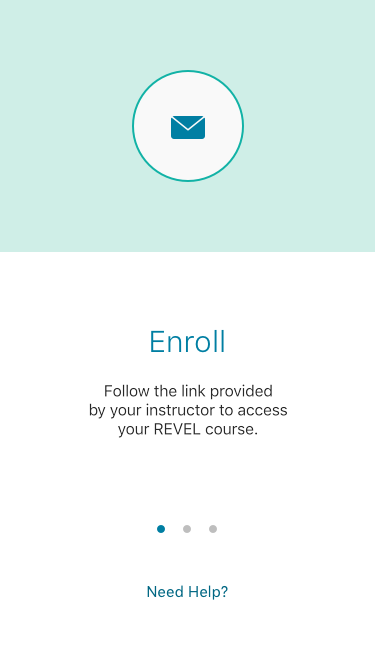 Enroll
Follow the link provided
by your instructor to access
your REVEL course.
Need Help?